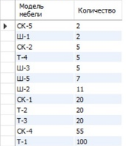 Модель мебели Количество
СК-5 2
Ш-1 2
СК-2 5
Т-4 5
Ш-3 5
Ш-5 7
Ш-2 11
СК-1 20
Т-2 20
Т-3 20
СК-4 55
Т-1 100